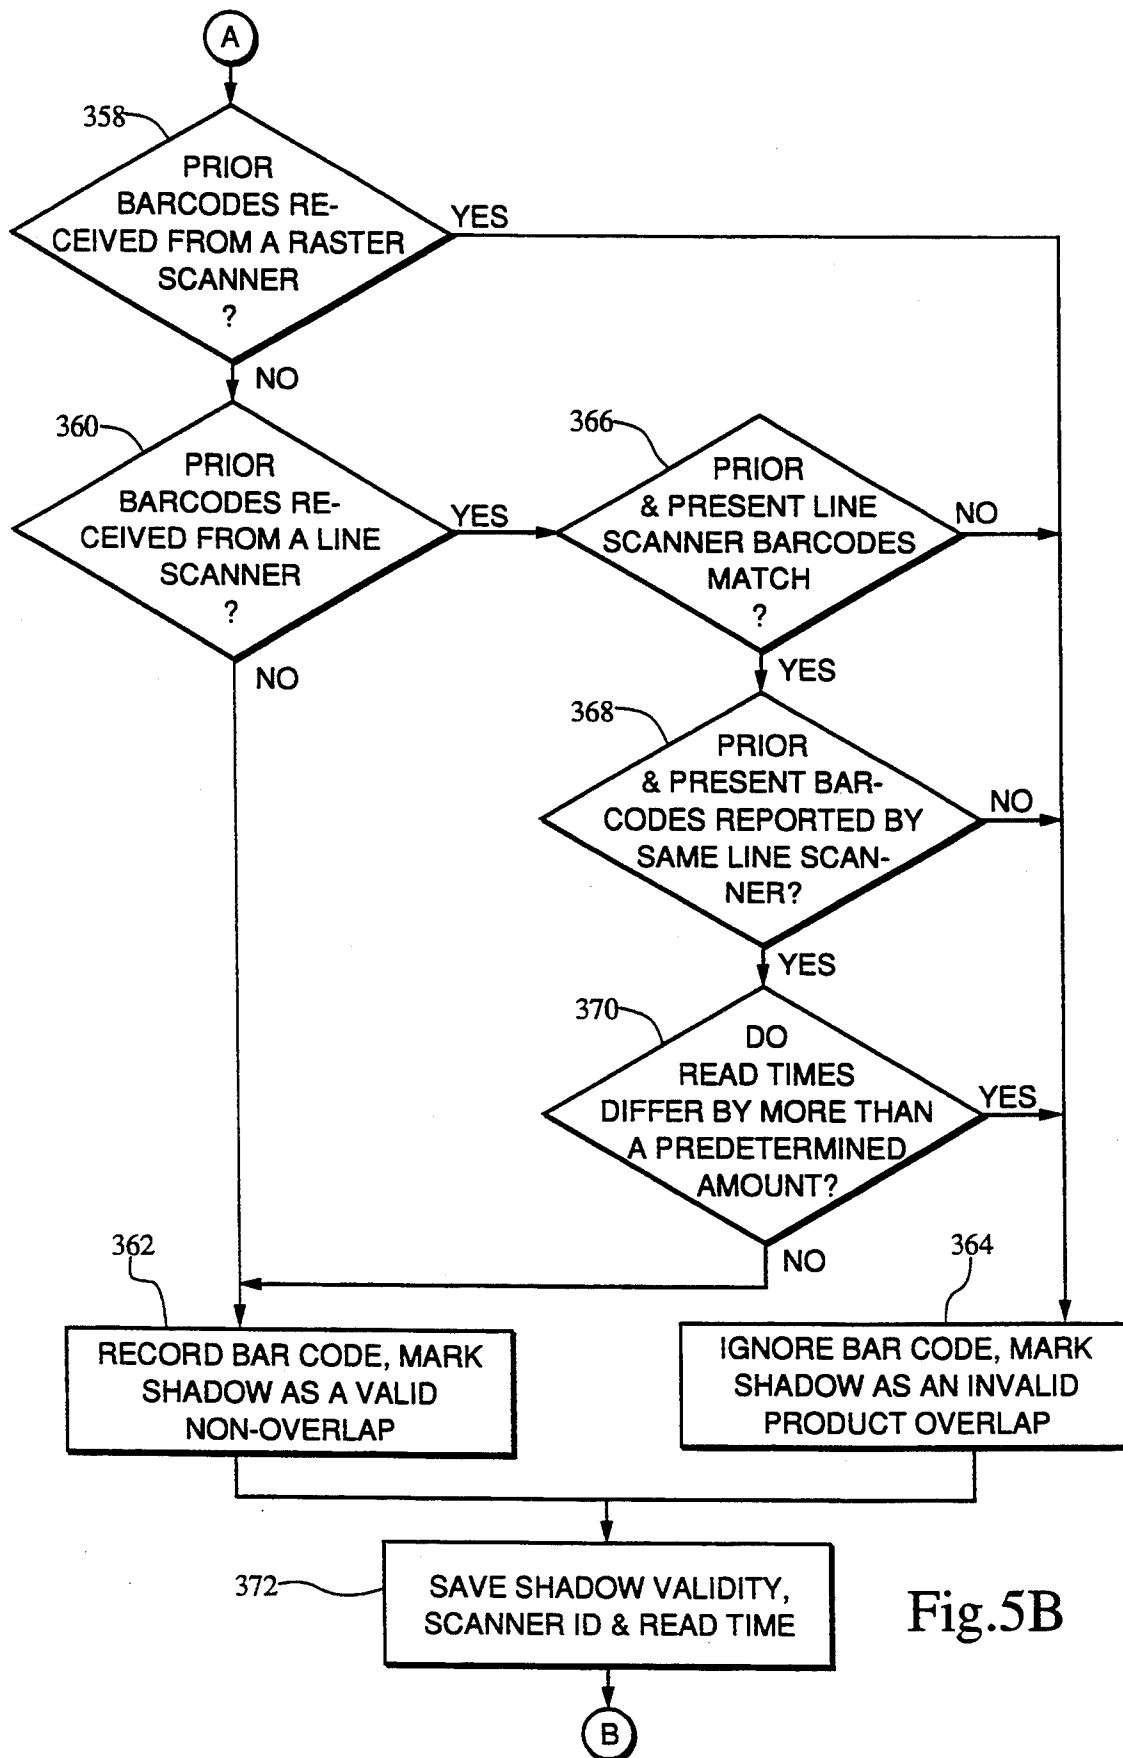 A
358
PRIOR
BARCODES RE-
CEIVED FROM A RASTER
SCANNER
?
YES
NO
360
PRIOR
BARCODES RE-
CEIVED FROM A LINE
SCANNER
?
YES
NO
366
PRIOR
& PRESENT LINE
SCANNER BARCODES
MATCH
?
NO
YES
368
PRIOR
& PRESENT BAR-
CODES REPORTED BY
SAME LINE SCAN-
NER?
NO
YES
370
DO
READ TIMES
DIFFER BY MORE THAN
A PREDETERMINED
AMOUNT?
YES
NO
362
RECORD BAR CODE, MARK
SHADOW AS A VALID
NON-OVERLAP
364
IGNORE BAR CODE, MARK
SHADOW AS AN INVALID
PRODUCT OVERLAP
372
SAVE SHADOW VALIDITY,
SCANNER ID & READ TIME
Fig.5B
B